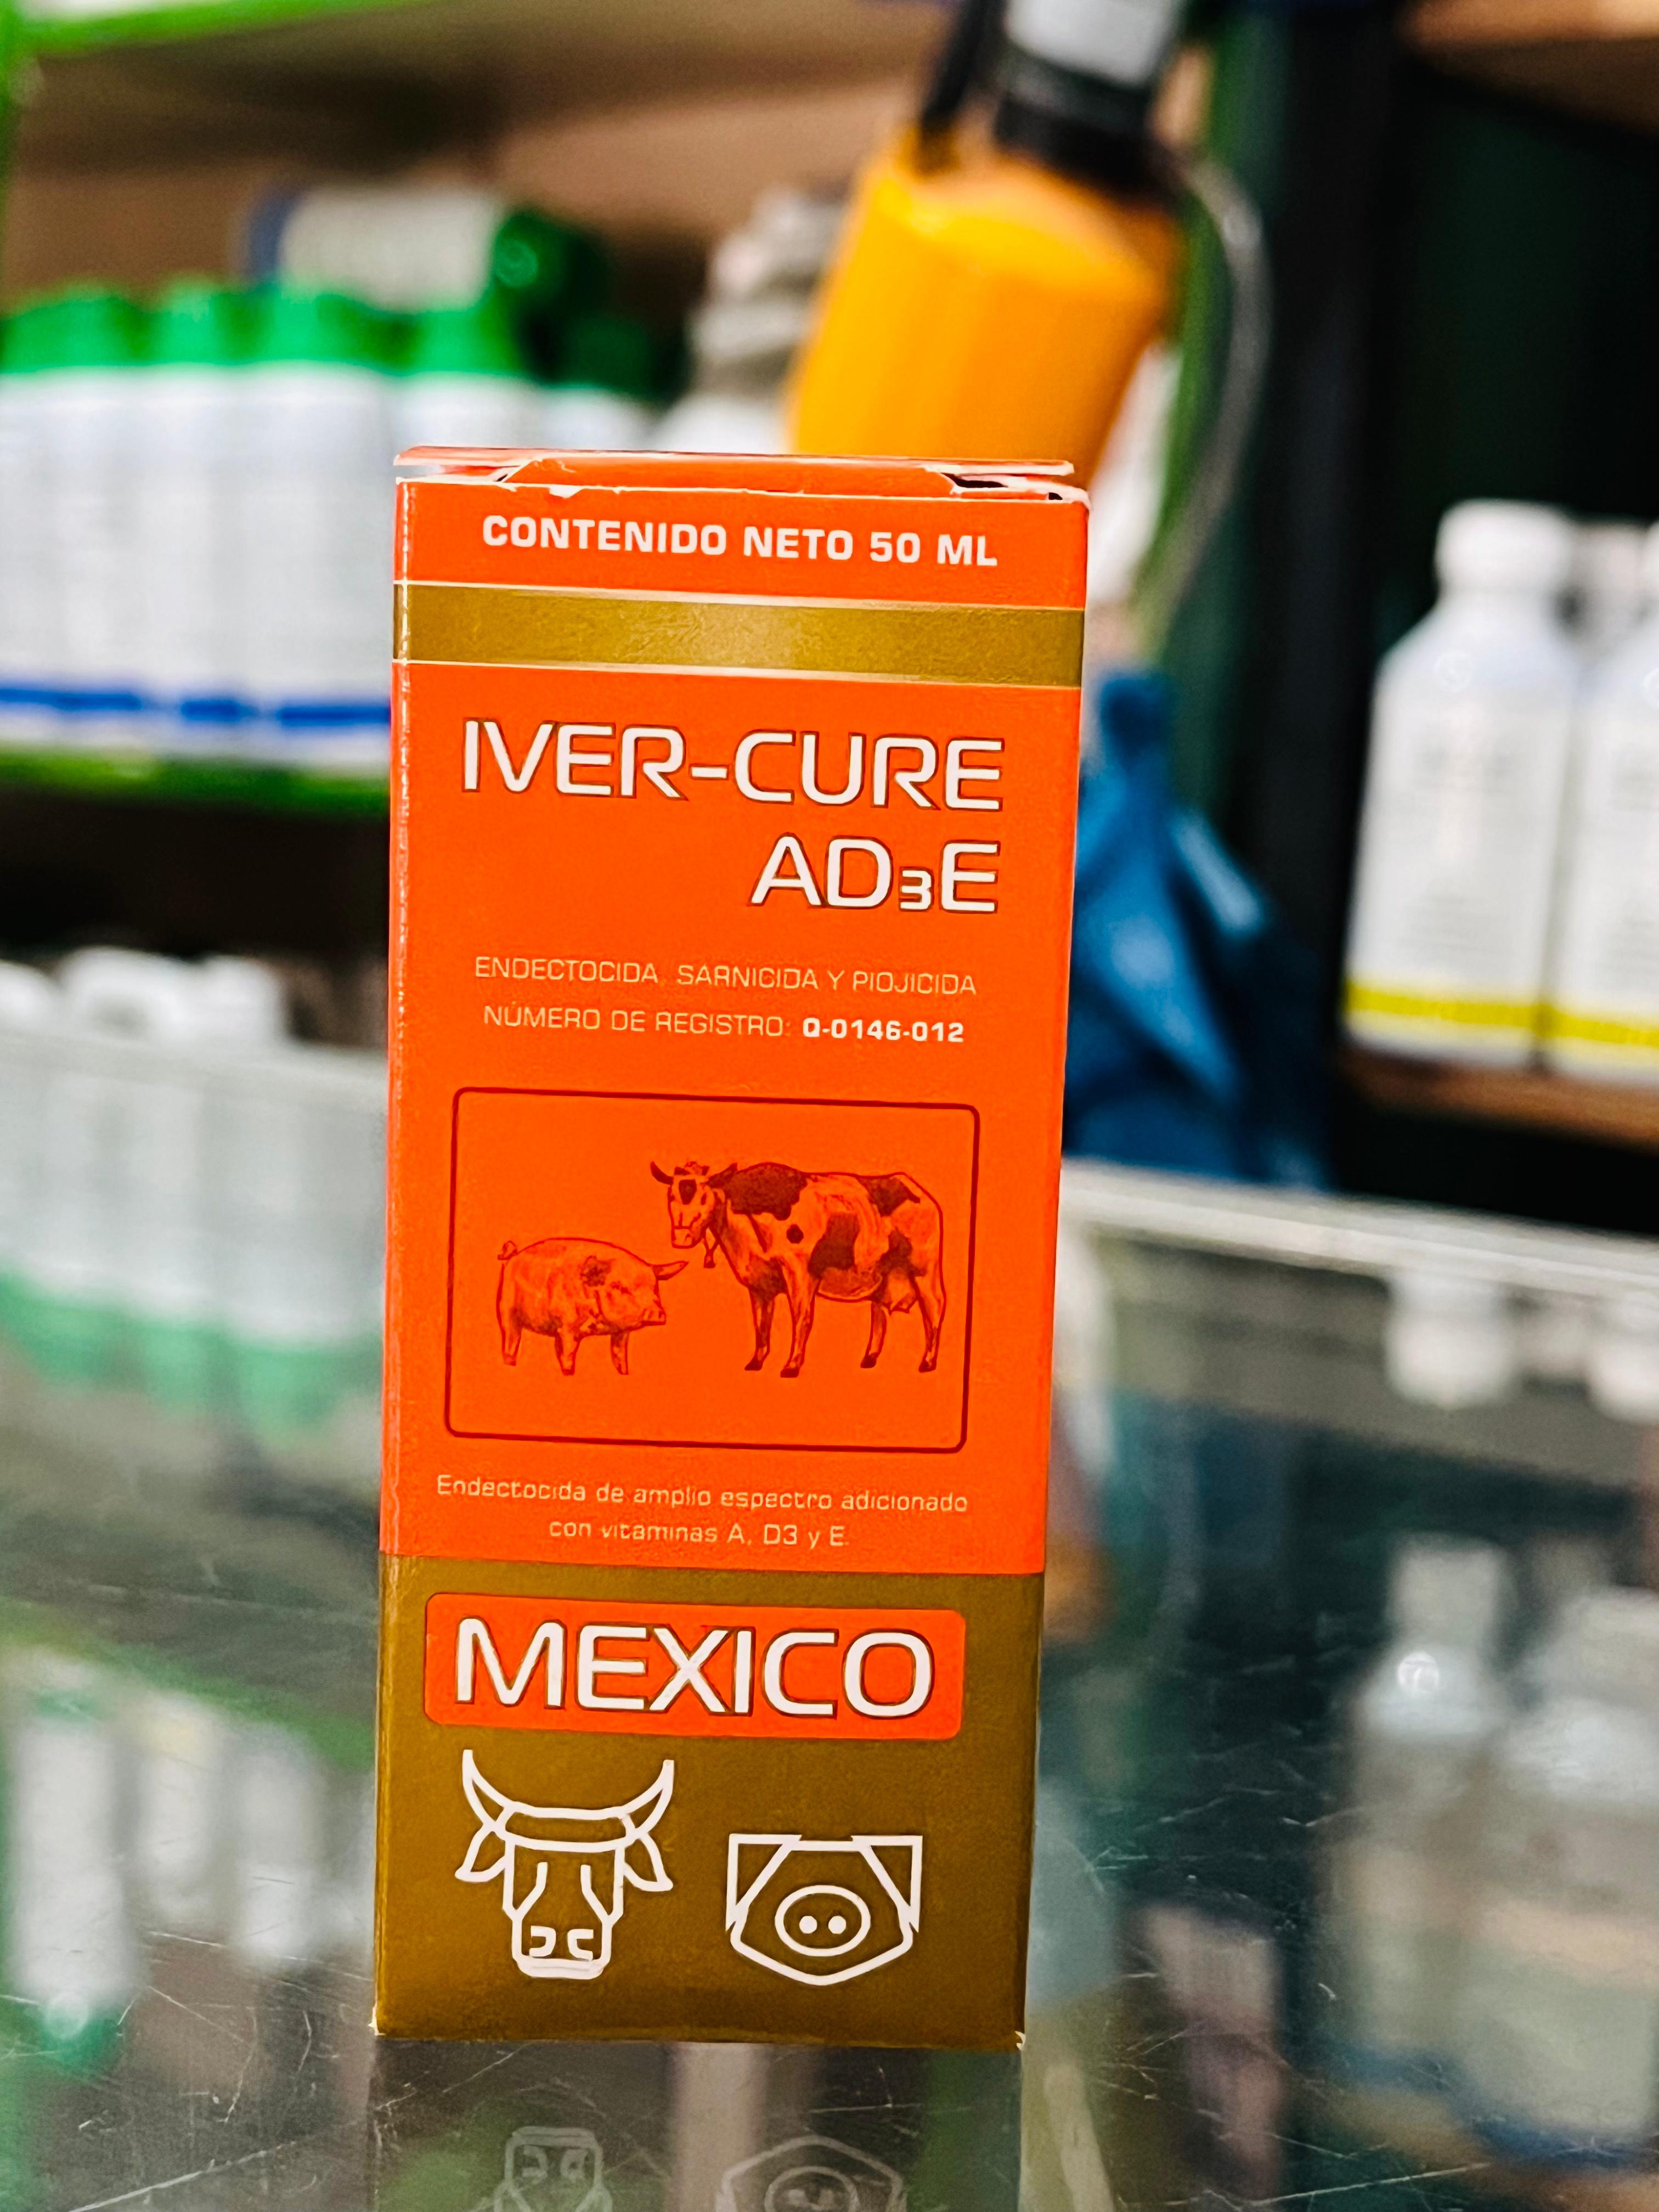 CONTENIDO NETO 50 ML
IVER-CURE
AD₃E
ENDECTOCIDA, SARNICIDA Y PIOJICIDA
NÚMERO DE REGISTRO: Q-0146-012
Endectocida de amplio espectro adicionado
con vitaminas A, D3 y E.
MEXICO